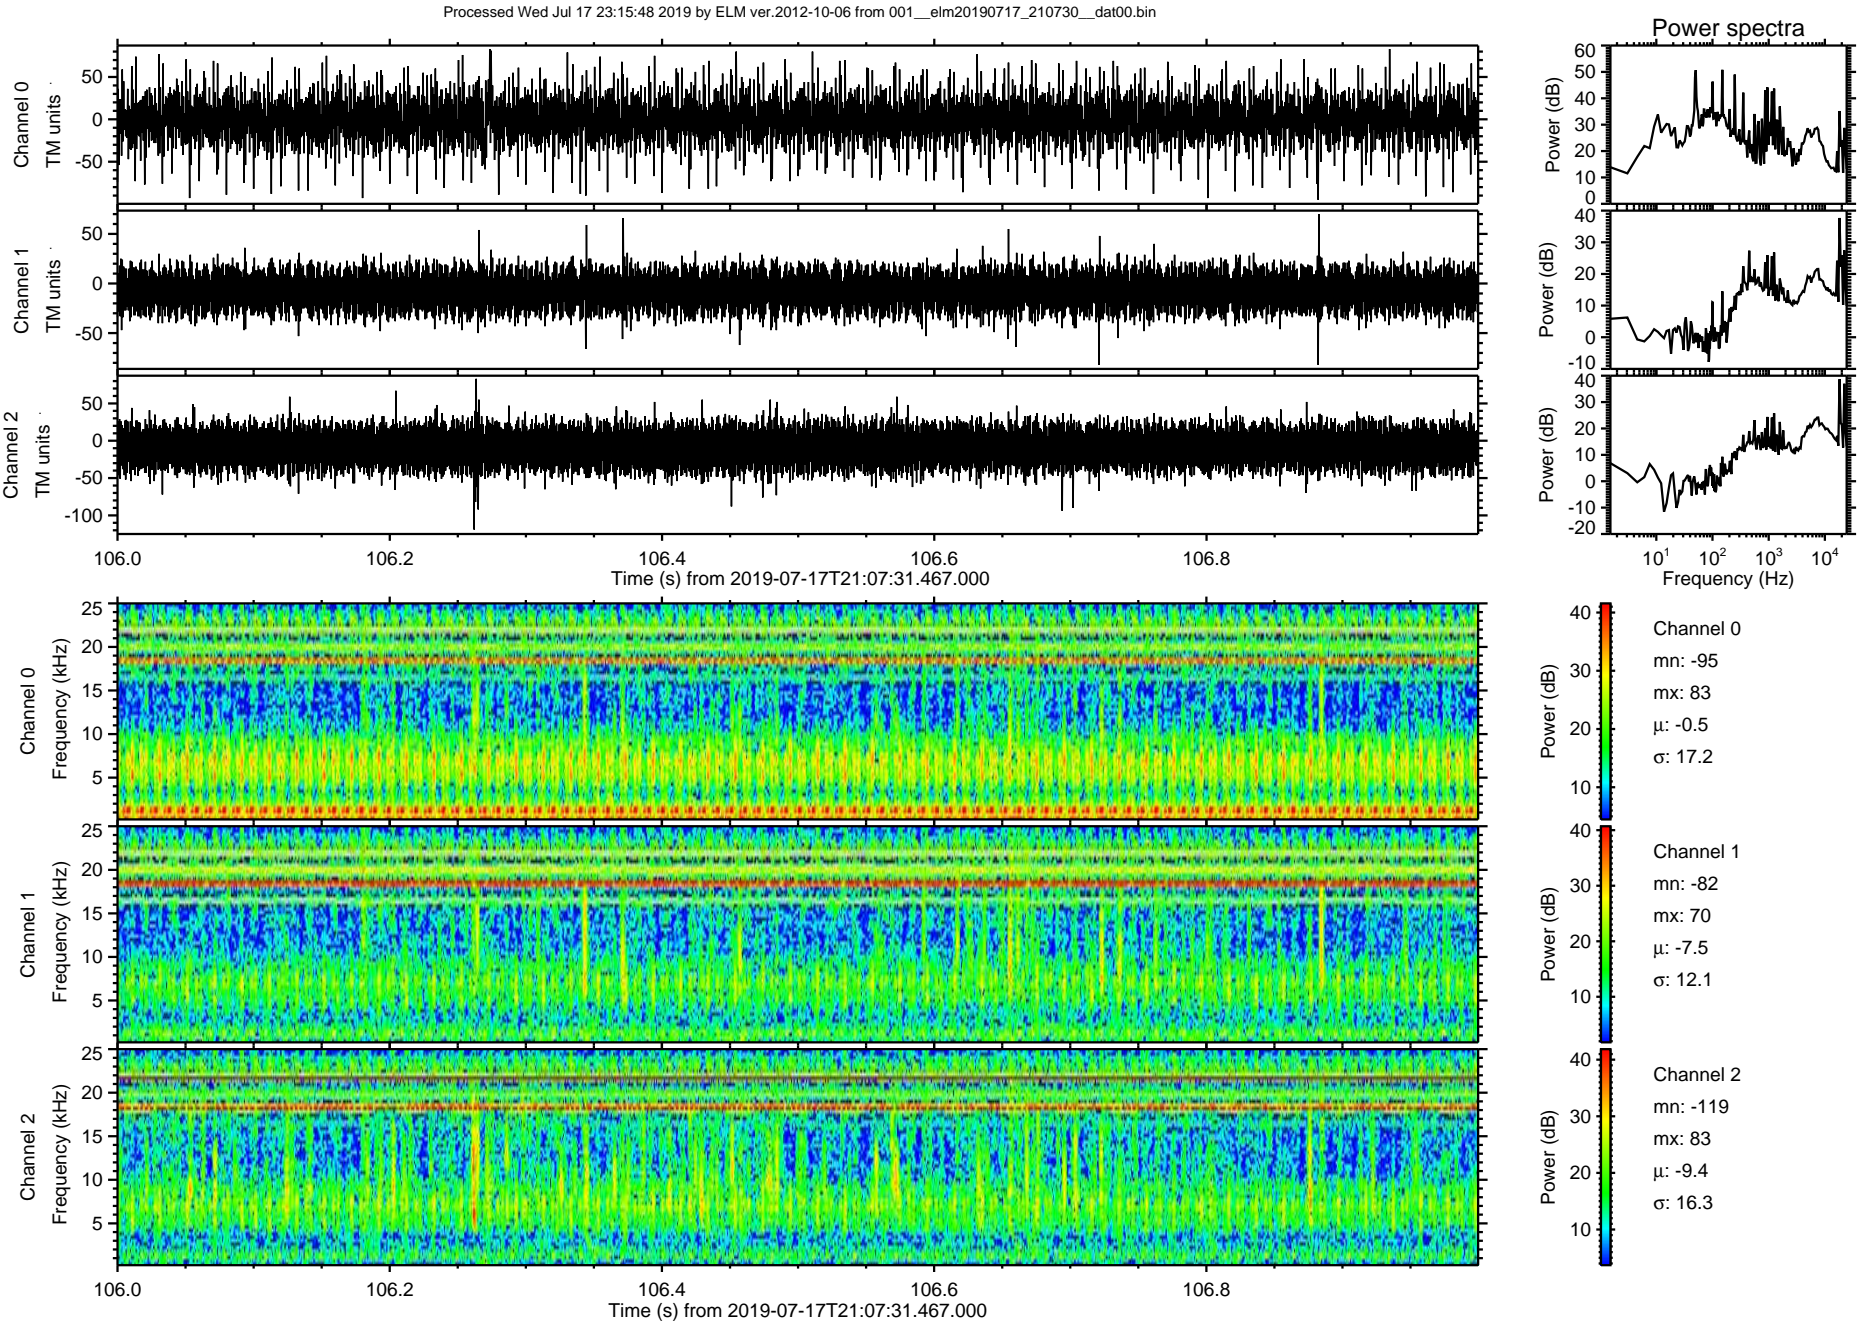 Processed Wed Jul 17 23:15:48 2019 by ELM ver.2012-10-06 from 001__elm20190717_210730__dat00.bin
Power spectra
Channel 0
TM units
50
0
-50
Power (dB)
60
50
40
30
20
10
0
Channel 1
TM units
50
0
-50
Power (dB)
40
30
20
10
0
-10
Channel 2
TM units
50
0
-50
-100
Power (dB)
40
30
20
10
0
-10
-20
106.0 106.2 106.4 106.6 106.8
Time (s) from 2019-07-17T21:07:31.467.000
10^1 10^2 10^3 10^4
Frequency (Hz)
Channel 0
Frequency (kHz)
25
20
15
10
5
Power (dB)
40
30
20
10
Channel 0
mn: -95
mx: 83
μ: -0.5
σ: 17.2
Channel 1
Frequency (kHz)
25
20
15
10
5
Power (dB)
40
30
20
10
Channel 1
mn: -82
mx: 70
μ: -7.5
σ: 12.1
Channel 2
Frequency (kHz)
25
20
15
10
5
Power (dB)
40
30
20
10
Channel 2
mn: -119
mx: 83
μ: -9.4
σ: 16.3
106.0 106.2 106.4 106.6 106.8
Time (s) from 2019-07-17T21:07:31.467.000